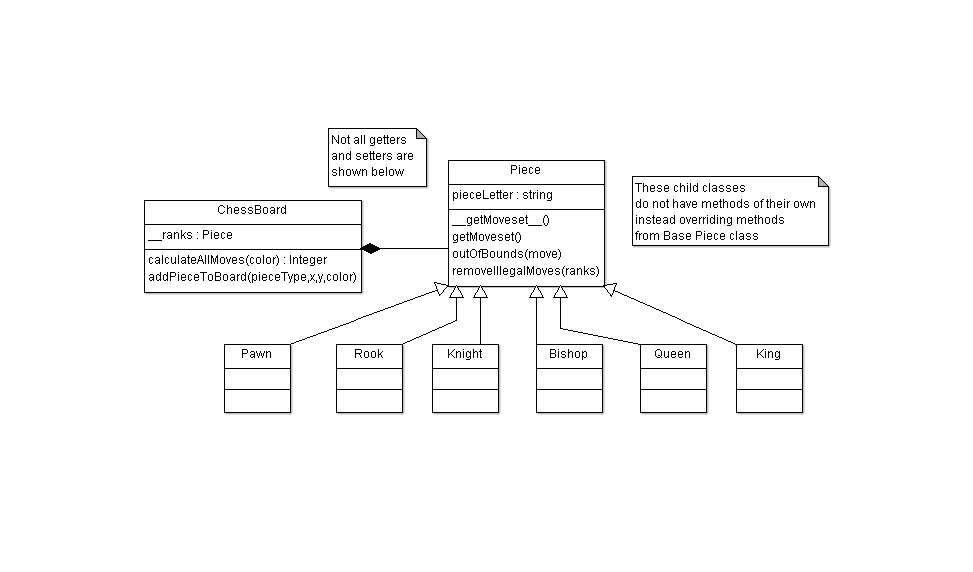 Not all getters
and setters are
shown below
Piece
pieceLetter : string
__getMoveset__()
getMoveset()
outOfBounds(move)
removeIllegalMoves(ranks)
These child classes
do not have methods of their own
instead overriding methods
from Base Piece class
ChessBoard
__ranks : Piece
calculateAllMoves(color) : Integer
addPieceToBoard(pieceType,x,y,color)
Pawn
Rook
Knight
Bishop
Queen
King